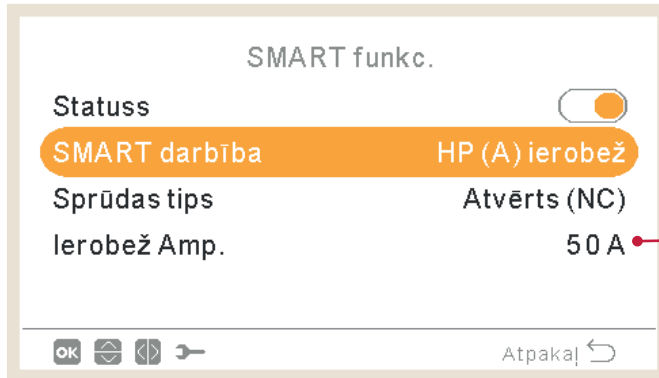 SMART funkc.
Statuss
SMART darbība HP (A) ierobež
Sprūdas tips Atvērts (NC)
Ierobež Amp. 50 A
OK Atpakaļ